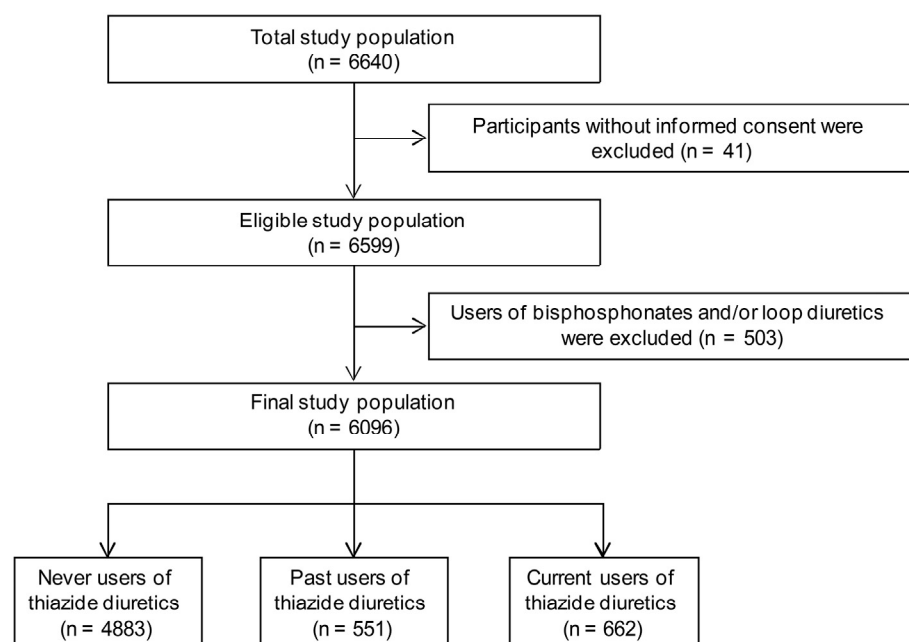 Total study population
(n = 6640)
Participants without informed consent were
excluded (n = 41)
Eligible study population
(n = 6599)
Users of bisphosphonates and/or loop diuretics
were excluded (n = 503)
Final study population
(n = 6096)
Never users of
thiazide diuretics
(n = 4883)
Past users of
thiazide diuretics
(n = 551)
Current users of
thiazide diuretics
(n = 662)